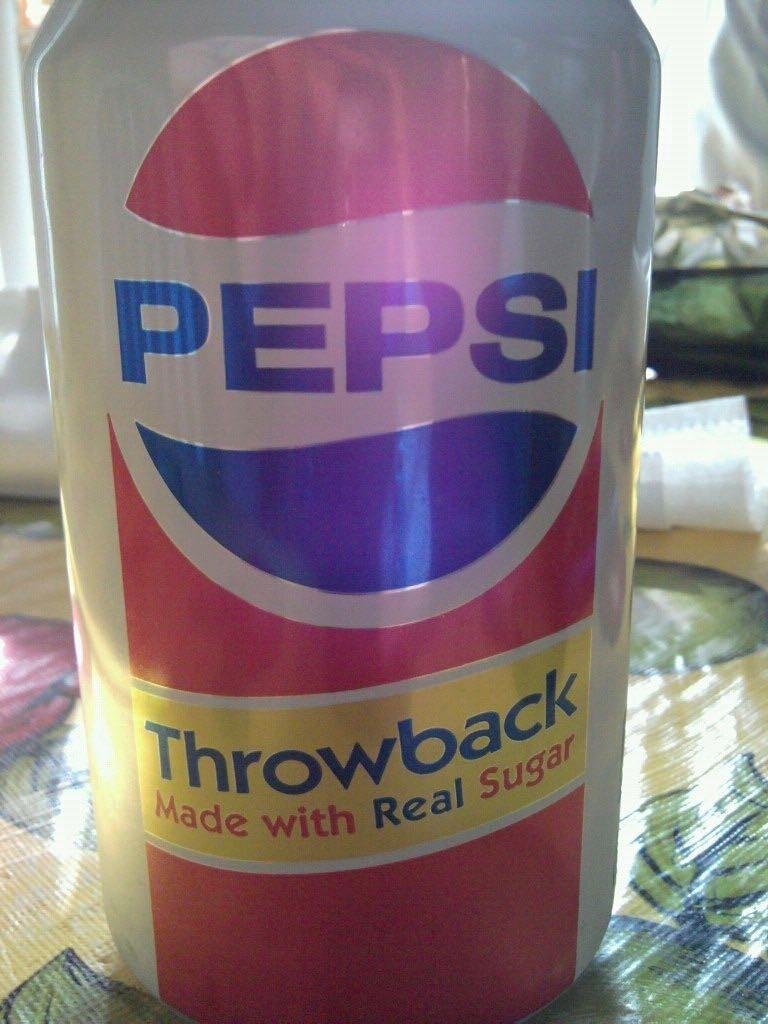 PEPSI
Throwback
Made with Real Sugar